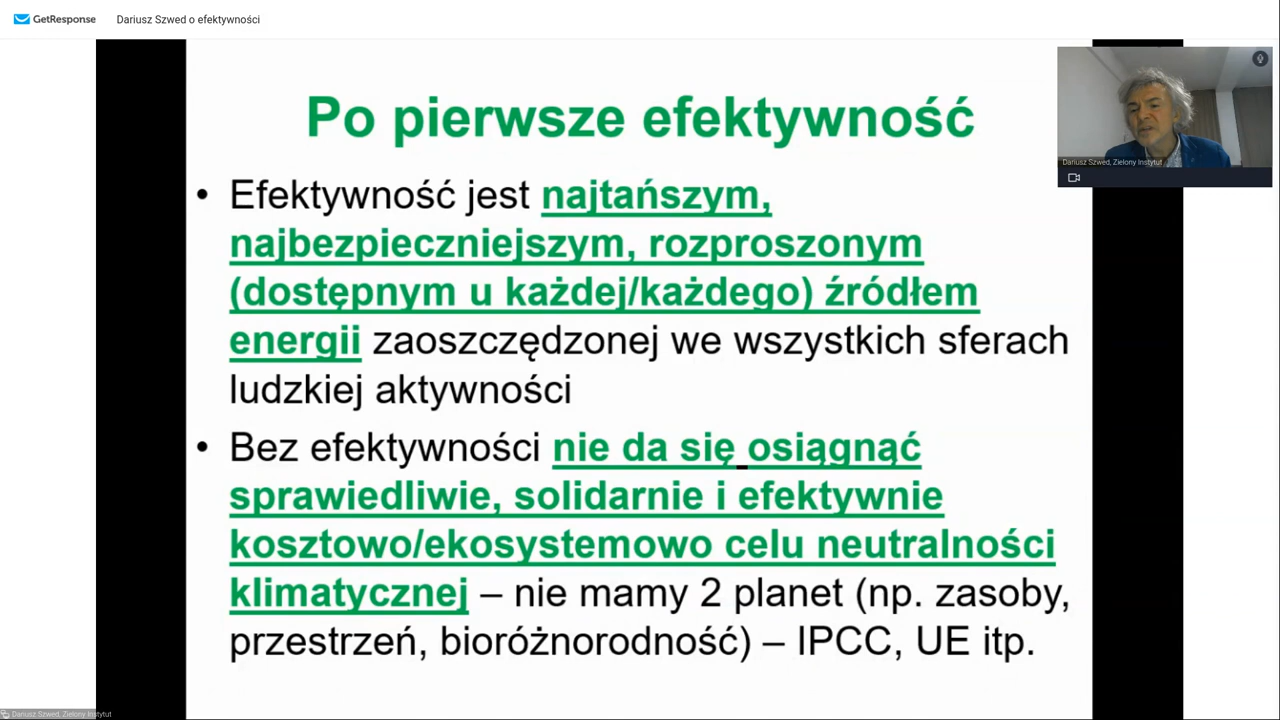 GetResponse Dariusz Szwed o efektywności
Po pierwsze efektywność
• Efektywność jest najtańszym,
najbezpieczniejszym, rozproszonym
(dostępnym u każdej/każdego) źródłem
energii zaoszczędzonej we wszystkich sferach
ludzkiej aktywności
• Bez efektywności nie da się osiągnąć
sprawiedliwie, solidarnie i efektywnie
kosztowo/ekosystemowo celu neutralności
klimatycznej – nie mamy 2 planet (np. zasoby,
przestrzeń, bioróżnorodność) – IPCC, UE itp.
Dariusz Szwed, Zielony Instytut
Dariusz Szwed, Zielony Instytut